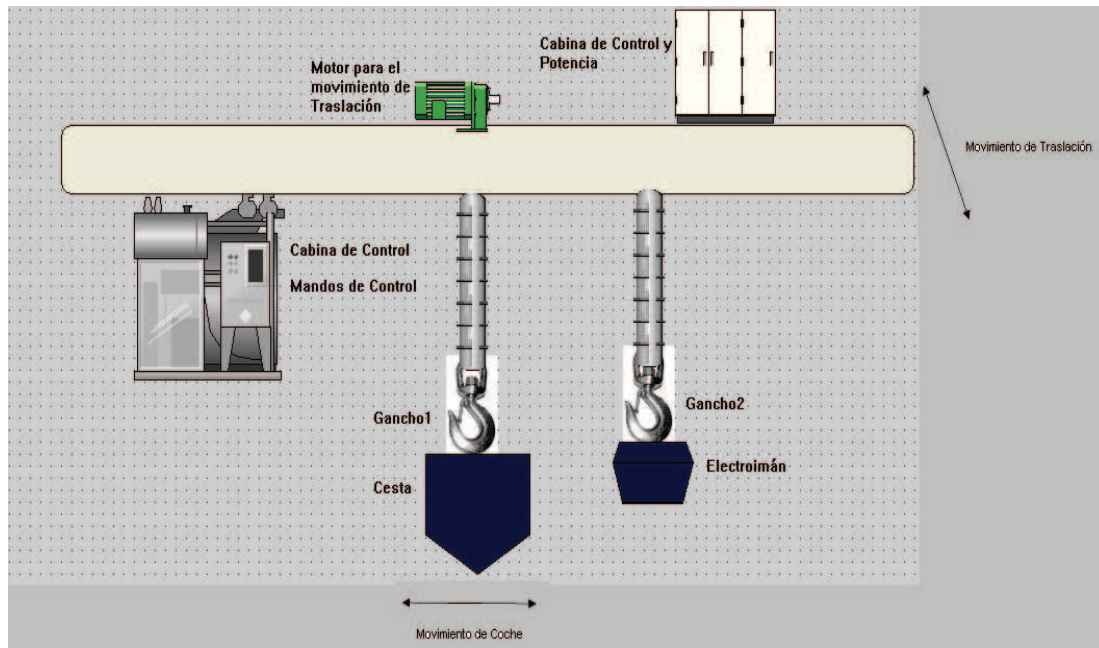 Cabina de Control y
Potencia
Motor para el
movimiento de
Traslación
Movimiento de Traslación
Cabina de Control
Mandos de Control
Gancho1
Gancho2
Electroimán
Cesta
Movimiento de Coche